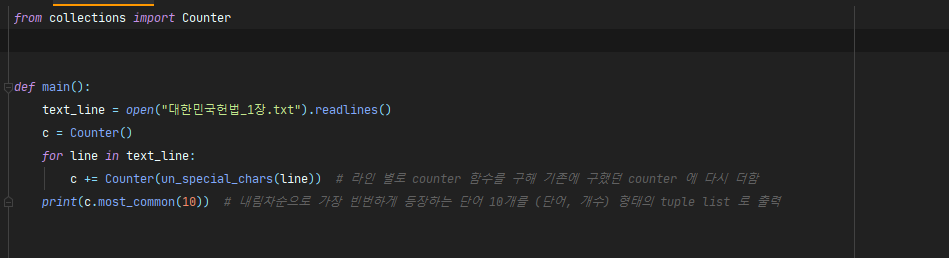 from collections import Counter
def main():
    text_line = open("대한민국헌법_1장.txt").readlines()
    c = Counter()
    for line in text_line:
        c += Counter(un_special_chars(line))  # 라인 별로 counter 함수를 구해 기존에 구했던 counter 에 다시 더함
    print(c.most_common(10))  # 내림차순으로 가장 빈번하게 등장하는 단어 10개를 (단어, 개수) 형태의 tuple list 로 출력